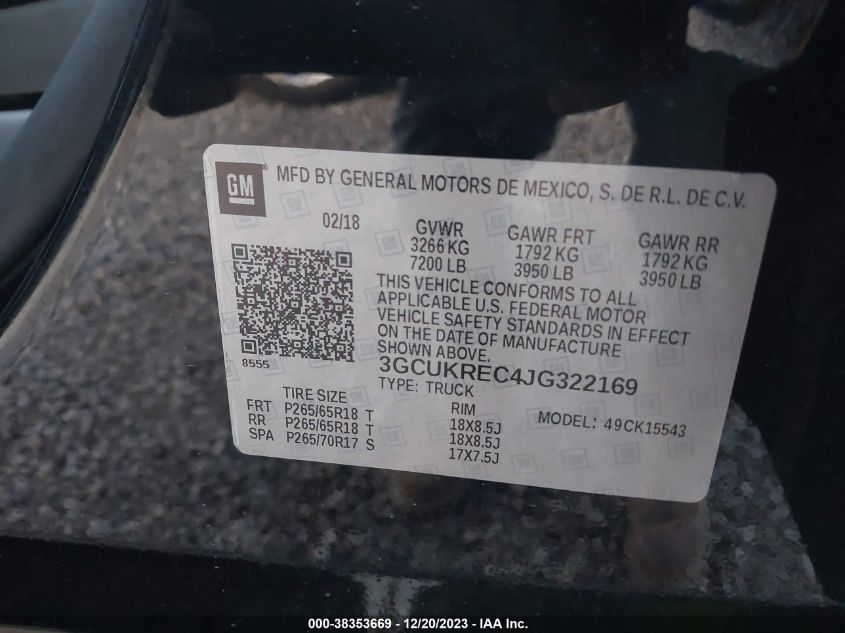 GM
MFD BY GENERAL MOTORS DE MEXICO, S. DE R.L. DE C.V.
02/18 GVWR GAWR FRT GAWR RR
3266 KG 1792 KG 1792 KG
7200 LB 3950 LB 3950 LB
THIS VEHICLE CONFORMS TO ALL
APPLICABLE U.S. FEDERAL MOTOR
VEHICLE SAFETY STANDARDS IN EFFECT
ON THE DATE OF MANUFACTURE
SHOWN ABOVE.
8555
3GCUKREC4JG322169
TYPE: TRUCK
TIRE SIZE RIM MODEL: 49CK15543
FRT P265/65R18 T 18X8.5J
RR P265/65R18 T 18X8.5J
SPA P265/70R17 S 17X7.5J
000-38353669 - 12/20/2023 - IAA Inc.